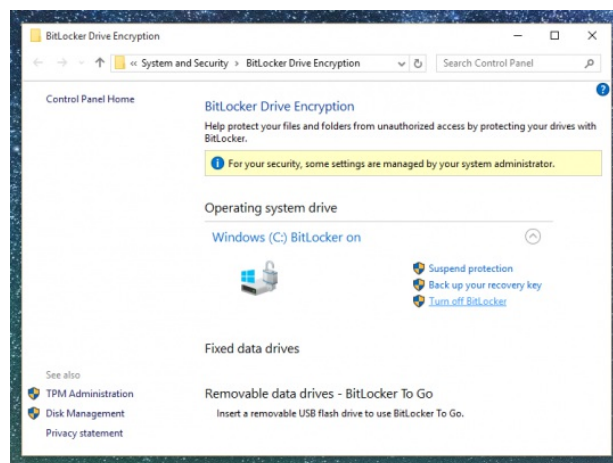 BitLocker Drive Encryption
« System and Security › BitLocker Drive Encryption
Search Control Panel
Control Panel Home
BitLocker Drive Encryption
Help protect your files and folders from unauthorized access by protecting your drives with
BitLocker.
For your security, some settings are managed by your system administrator.
Operating system drive
Windows (C:) BitLocker on
Suspend protection
Back up your recovery key
Turn off BitLocker
Fixed data drives
Removable data drives - BitLocker To Go
Insert a removable USB flash drive to use BitLocker To Go.
See also
TPM Administration
Disk Management
Privacy statement